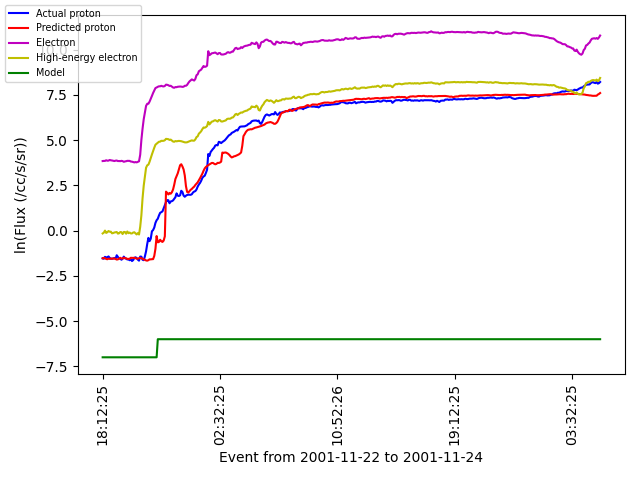 Actual proton
Predicted proton
Electron
High-energy electron
Model
10.0
7.5
5.0
2.5
0.0
−2.5
−5.0
−7.5
ln(Flux (/cc/s/sr))
18:12:25
02:32:25
10:52:26
19:12:25
03:32:25
Event from 2001-11-22 to 2001-11-24